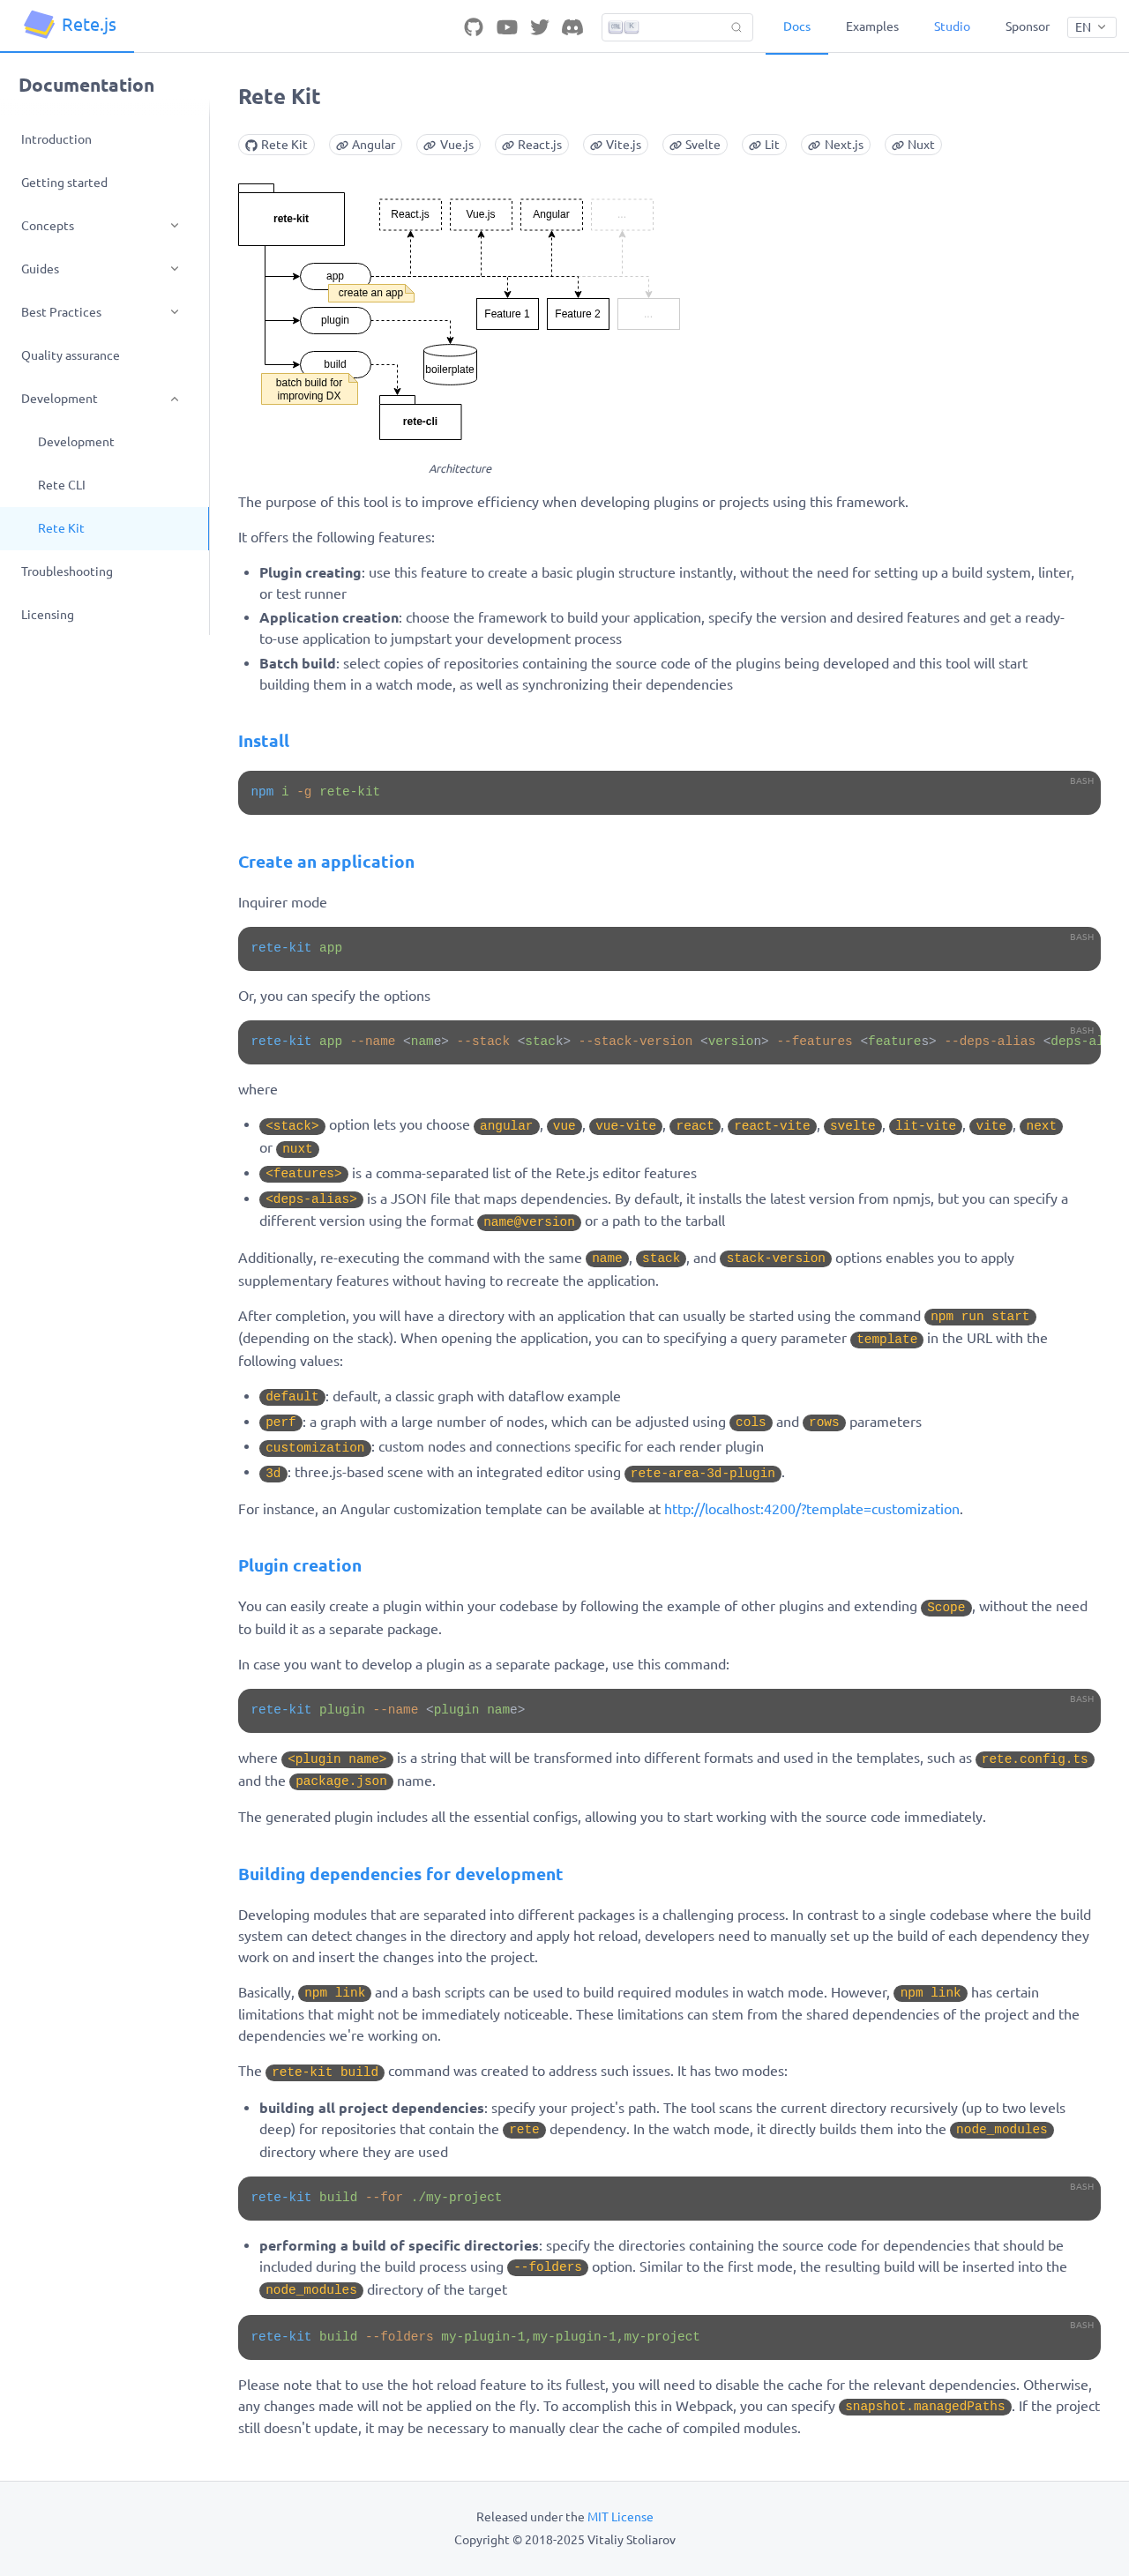 Rete.js
Ctrl K
Docs
Examples
Studio
Sponsor
EN
Documentation
Introduction
Getting started
Concepts
Guides
Best Practices
Quality assurance
Development
Development
Rete CLI
Rete Kit
Troubleshooting
Licensing
Rete Kit
Rete Kit
Angular
Vue.js
React.js
Vite.js
Svelte
Lit
Next.js
Nuxt
rete-kit
React.js
Vue.js
Angular
...
app
create an app
Feature 1
Feature 2
...
plugin
boilerplate
build
batch build for
improving DX
rete-cli
Architecture
The purpose of this tool is to improve efficiency when developing plugins or projects using this framework.
It offers the following features:
• Plugin creating: use this feature to create a basic plugin structure instantly, without the need for setting up a build system, linter,
or test runner
• Application creation: choose the framework to build your application, specify the version and desired features and get a ready-
to-use application to jumpstart your development process
• Batch build: select copies of repositories containing the source code of the plugins being developed and this tool will start
building them in a watch mode, as well as synchronizing their dependencies
Install
BASH
npm i -g rete-kit
Create an application
Inquirer mode
BASH
rete-kit app
Or, you can specify the options
BASH
rete-kit app --name <name> --stack <stack> --stack-version <version> --features <features> --deps-alias <deps-al
where
• <stack> option lets you choose angular, vue, vue-vite, react, react-vite, svelte, lit-vite, vite, next
or nuxt
• <features> is a comma-separated list of the Rete.js editor features
• <deps-alias> is a JSON file that maps dependencies. By default, it installs the latest version from npmjs, but you can specify a
different version using the format name@version or a path to the tarball
Additionally, re-executing the command with the same name, stack, and stack-version options enables you to apply
supplementary features without having to recreate the application.
After completion, you will have a directory with an application that can usually be started using the command npm run start
(depending on the stack). When opening the application, you can to specifying a query parameter template in the URL with the
following values:
• default: default, a classic graph with dataflow example
• perf: a graph with a large number of nodes, which can be adjusted using cols and rows parameters
• customization: custom nodes and connections specific for each render plugin
• 3d: three.js-based scene with an integrated editor using rete-area-3d-plugin.
For instance, an Angular customization template can be available at http://localhost:4200/?template=customization.
Plugin creation
You can easily create a plugin within your codebase by following the example of other plugins and extending Scope, without the need
to build it as a separate package.
In case you want to develop a plugin as a separate package, use this command:
BASH
rete-kit plugin --name <plugin name>
where <plugin name> is a string that will be transformed into different formats and used in the templates, such as rete.config.ts
and the package.json name.
The generated plugin includes all the essential configs, allowing you to start working with the source code immediately.
Building dependencies for development
Developing modules that are separated into different packages is a challenging process. In contrast to a single codebase where the build
system can detect changes in the directory and apply hot reload, developers need to manually set up the build of each dependency they
work on and insert the changes into the project.
Basically, npm link and a bash scripts can be used to build required modules in watch mode. However, npm link has certain
limitations that might not be immediately noticeable. These limitations can stem from the shared dependencies of the project and the
dependencies we're working on.
The rete-kit build command was created to address such issues. It has two modes:
• building all project dependencies: specify your project's path. The tool scans the current directory recursively (up to two levels
deep) for repositories that contain the rete dependency. In the watch mode, it directly builds them into the node_modules
directory where they are used
BASH
rete-kit build --for ./my-project
• performing a build of specific directories: specify the directories containing the source code for dependencies that should be
included during the build process using --folders option. Similar to the first mode, the resulting build will be inserted into the
node_modules directory of the target
BASH
rete-kit build --folders my-plugin-1,my-plugin-1,my-project
Please note that to use the hot reload feature to its fullest, you will need to disable the cache for the relevant dependencies. Otherwise,
any changes made will not be applied on the fly. To accomplish this in Webpack, you can specify snapshot.managedPaths. If the project
still doesn't update, it may be necessary to manually clear the cache of compiled modules.
Released under the MIT License
Copyright © 2018-2025 Vitaliy Stoliarov